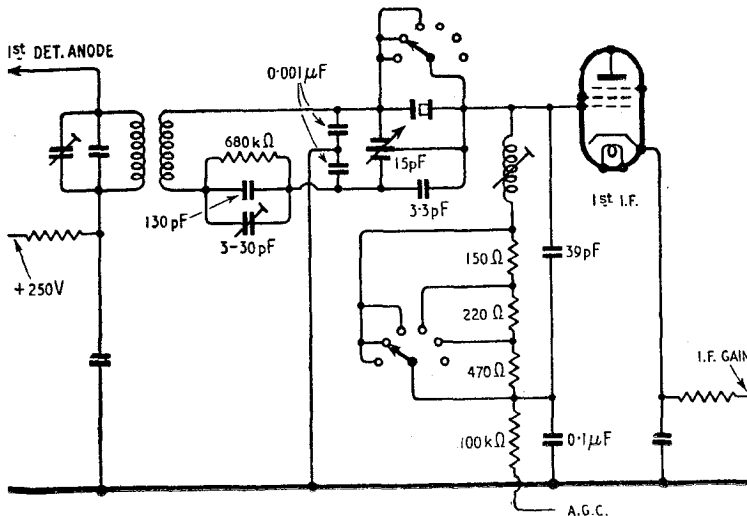 1st DET. ANODE
0·001μF
680kΩ
15pF
130pF
3-30pF
3·3pF
1st I.F.
+250V
150Ω
39pF
220Ω
I.F. GAIN
470Ω
100kΩ
0·1μF
A.G.C.